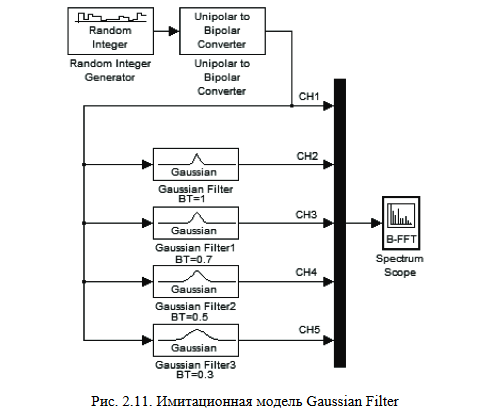 Random
Integer
Random Integer
Generator
Unipolar to
Bipolar
Converter
Unipolar to
Bipolar
Converter
CH1
CH2
Gaussian
Gaussian Filter
BT=1
CH3
Gaussian
Gaussian Filter1
BT=0.7
CH4
Gaussian
Gaussian Filter2
BT=0.5
CH5
Gaussian
Gaussian Filter3
BT=0.3
B-FFT
Spectrum
Scope
Рис. 2.11. Имитационная модель Gaussian Filter